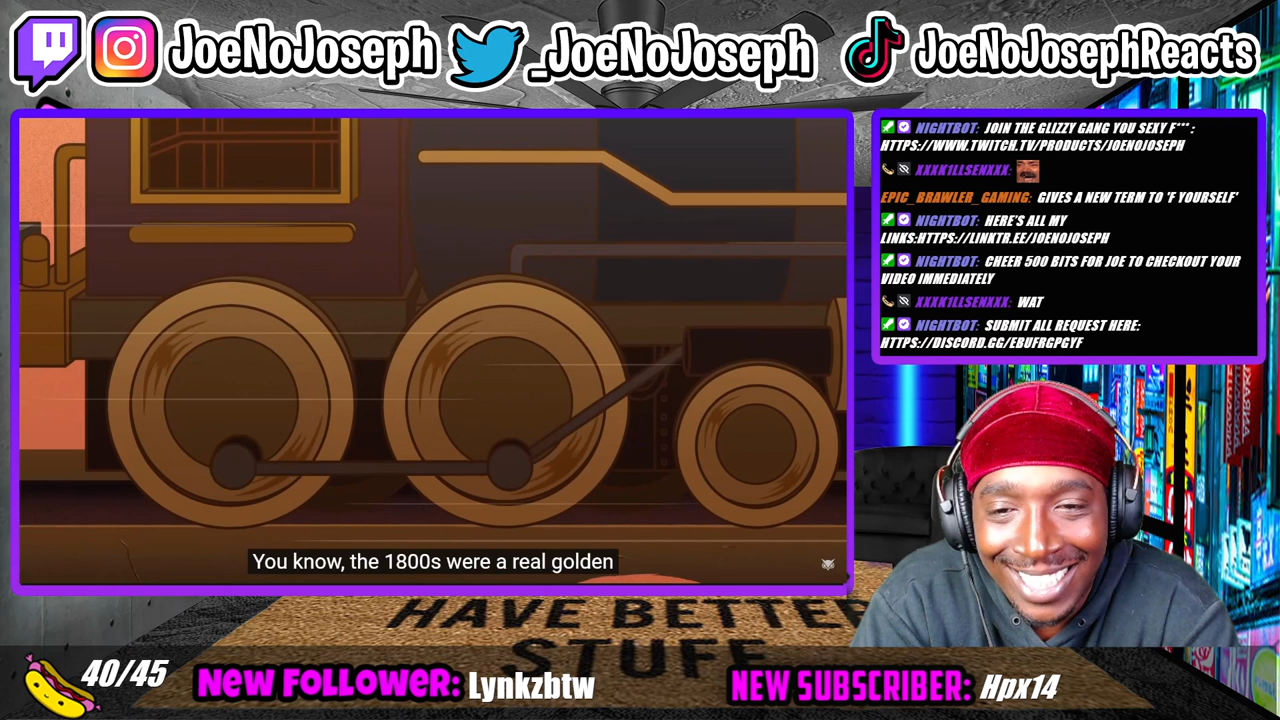 JoeNoJoseph
_JoeNoJoseph
JoeNoJosephReacts
NIGHTBOT: JOIN THE GLIZZY GANG YOU SEXY F*** :
HTTPS://WWW.TWITCH.TV/PRODUCTS/JOENOJOSEPH
XXXK1LLSENXXX:
EPIC_BRAWLER_GAMING: GIVES A NEW TERM TO 'F YOURSELF'
NIGHTBOT: HERE'S ALL MY
LINKS:HTTPS://LINKTR.EE/JOENOJOSEPH
NIGHTBOT: CHEER 500 BITS FOR JOE TO CHECKOUT YOUR
VIDEO IMMEDIATELY
XXXK1LLSENXXX: WAT
NIGHTBOT: SUBMIT ALL REQUEST HERE:
HTTPS://DISCORD.GG/EBUFRGPGYF
You know, the 1800s were a real golden
HAVE BETTER
STUFF
40/45
New Follower: Lynkzbtw
NEW SUBSCRIBER: Hpx14